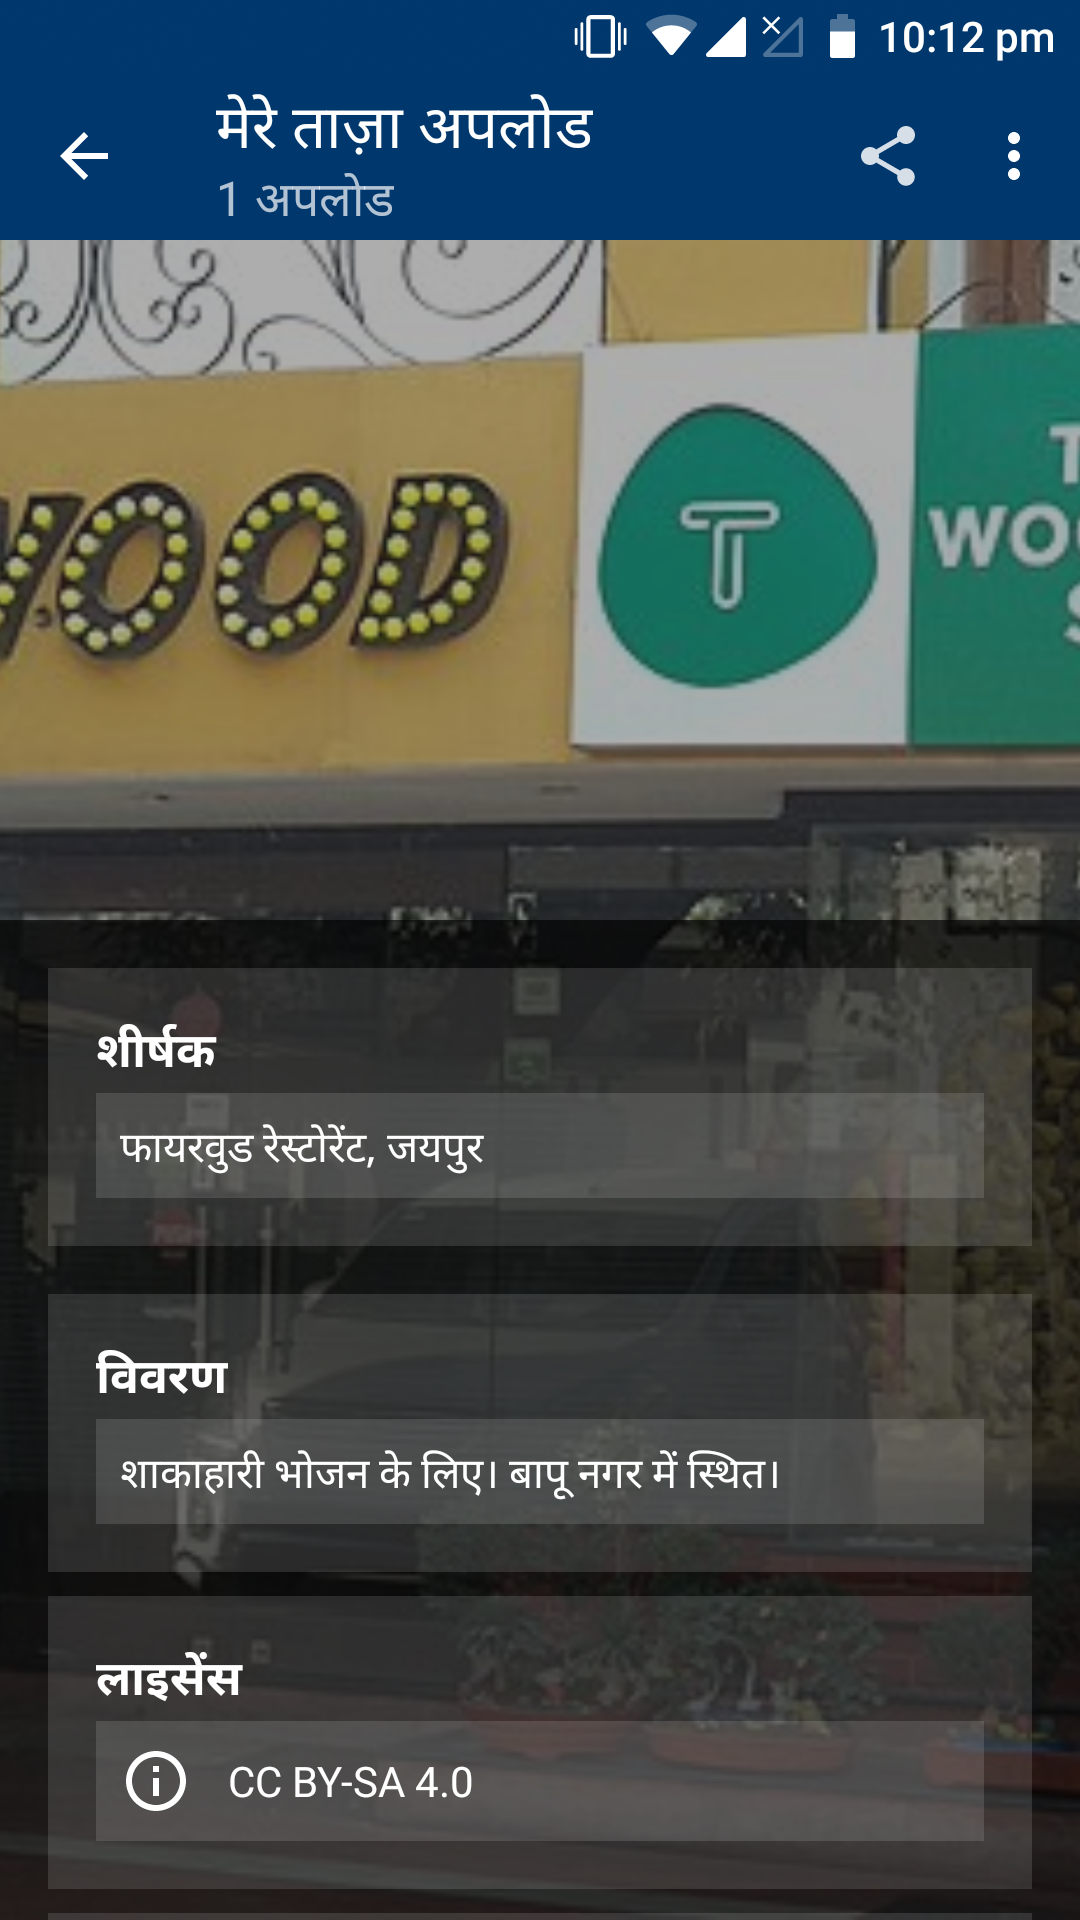 10:12 pm
मेरे ताज़ा अपलोड
1 अपलोड
OOD
T
WO
शीर्षक
फायरवुड रेस्टोरेंट, जयपुर
विवरण
शाकाहारी भोजन के लिए। बापू नगर में स्थित।
लाइसेंस
CC BY-SA 4.0